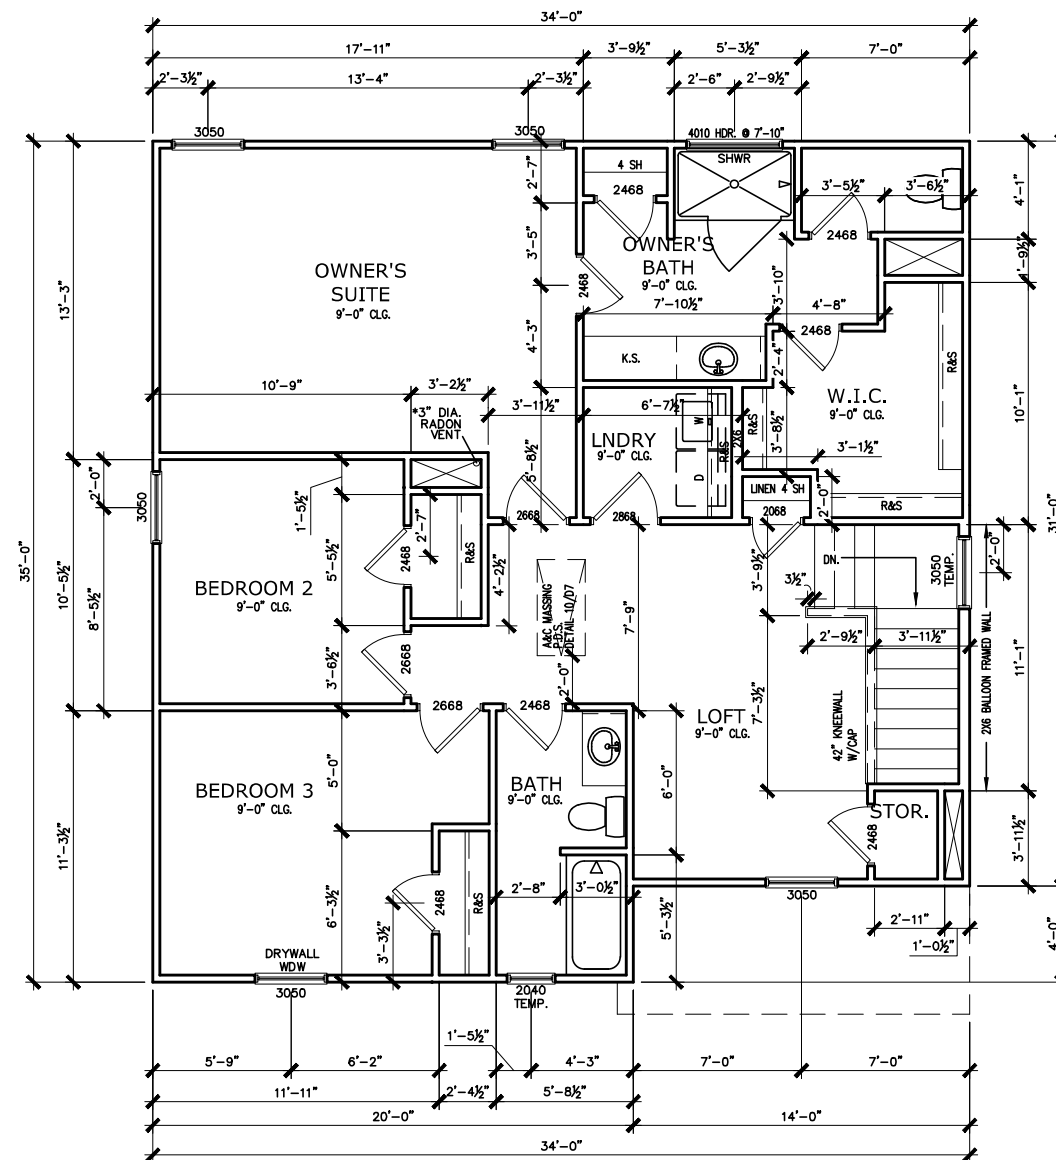 34'-0"
17'-11"
3'-9½"
5'-3½"
7'-0"
2'-3½"
13'-4"
2'-3½"
2'-6"
2'-9½"
3050
3050
4010 HDR. @ 7'-10"
SHWR
4 SH
2468
2'-7"
3'-5½"
3'-6½"
4'-1"
2468
OWNER'S
BATH
9'-0" CLG.
3'-5
OWNER'S
SUITE
9'-0" CLG.
2468
7'-10½"
3'-10"
4'-8"
2468
13'-3"
4'-3"
K.S.
2'-4"
R&S
10'-1"
10'-9"
3'-2½"
3'-11½"
6'-7½"
W.I.C.
9'-0" CLG.
*3" DIA.
RADON
VENT
LNDRY
9'-0" CLG.
W
D
R&S
2X6
R&S
3'-8½"
3'-1½"
5'-8½"
2'-0"
3050
1'-5½"
2'-7"
2668
2868
LINEN 4 SH
2068
2'-0"
R&S
31'-0"
35'-0"
10'-5½"
8'-5½"
5'-5½"
2468
R&S
4'-2½"
BEDROOM 2
9'-0" CLG.
A&C MASSING
P.D.S.
DETAIL-10/D7
7'-9"
3'-9½"
3½"
DN.
3050
TEMP.
2'-0"
2'-9½"
3'-11½"
2X6 BALLOON FRAMED WALL
11'-1"
3'-6½"
2668
2'-0"
2668
2468
LOFT
9'-0" CLG.
7'-3½"
42" KNEEWALL
W/CAP
BEDROOM 3
9'-0" CLG.
5'-0"
BATH
9'-0" CLG.
6'-0"
STOR.
2468
3'-11½"
11'-3½"
6'-3½"
3'-3½"
2468
R&S
2'-8"
3'-0½"
5'-3½"
3050
2'-11"
1'-0½"
4'-0"
DRYWALL
WDW
3050
2040
TEMP.
1'-5½"
5'-9"
6'-2"
4'-3"
7'-0"
7'-0"
11'-11"
2'-4½"
5'-8½"
20'-0"
14'-0"
34'-0"